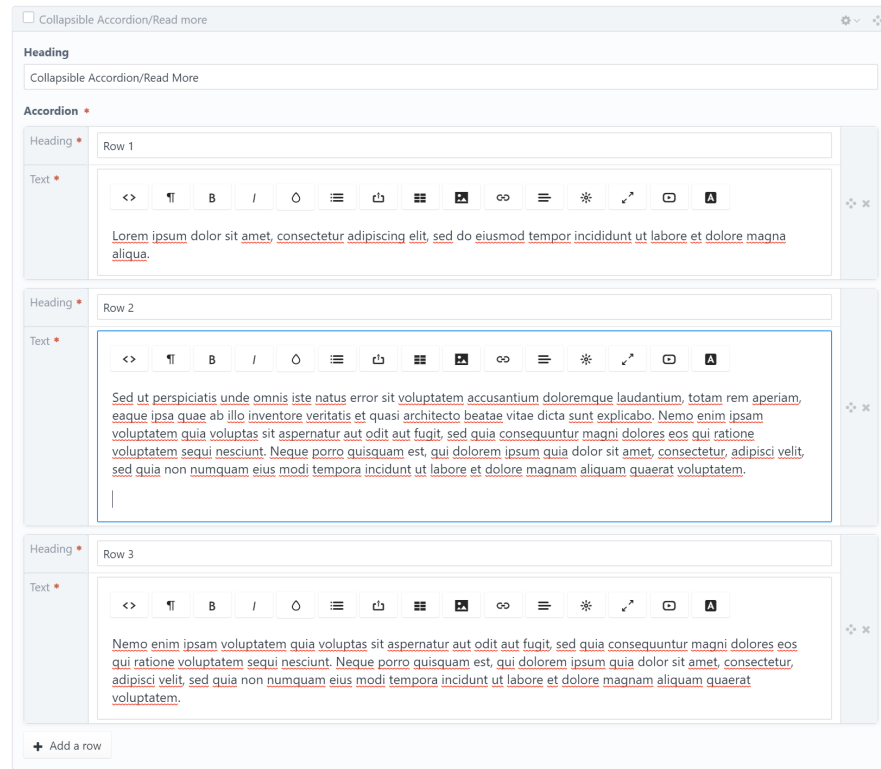 Collapsible Accordion/Read more
Heading
Collapsible Accordion/Read More
Accordion *
Heading *
Row 1
Text *
Lorem ipsum dolor sit amet, consectetur adipiscing elit, sed do eiusmod tempor incididunt ut labore et dolore magna
aliqua.
Heading *
Row 2
Text *
Sed ut perspiciatis unde omnis iste natus error sit voluptatem accusantium doloremque laudantium, totam rem aperiam,
eaque ipsa quae ab illo inventore veritatis et quasi architecto beatae vitae dicta sunt explicabo. Nemo enim ipsam
voluptatem quia voluptas sit aspernatur aut odit aut fugit, sed quia consequuntur magni dolores eos qui ratione
voluptatem sequi nesciunt. Neque porro quisquam est, qui dolorem ipsum quia dolor sit amet, consectetur, adipisci velit,
sed quia non numquam eius modi tempora incidunt ut labore et dolore magnam aliquam quaerat voluptatem.
Heading *
Row 3
Text *
Nemo enim ipsam voluptatem quia voluptas sit aspernatur aut odit aut fugit, sed quia consequuntur magni dolores eos
qui ratione voluptatem sequi nesciunt. Neque porro quisquam est, qui dolorem ipsum quia dolor sit amet, consectetur,
adipisci velit, sed quia non numquam eius modi tempora incidunt ut labore et dolore magnam aliquam quaerat
voluptatem.
Add a row